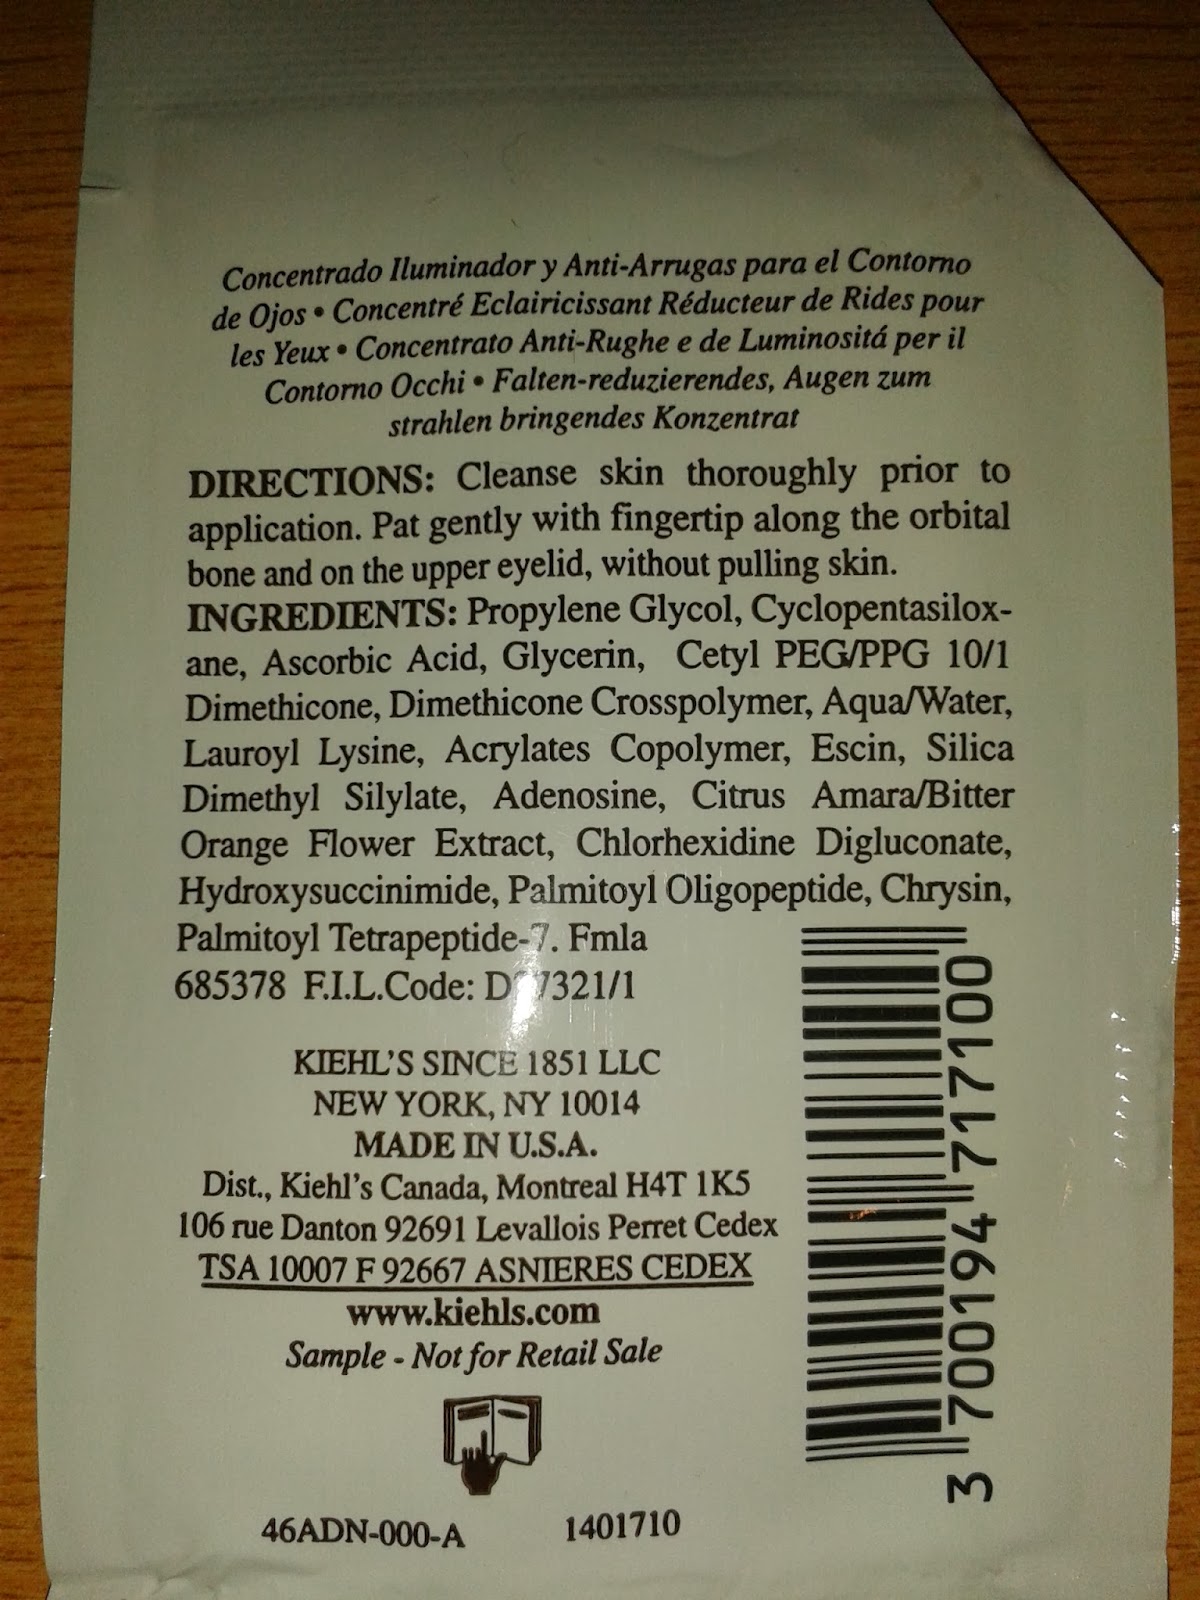 Concentrado Iluminador y Anti-Arrugas para el Contorno
de Ojos • Concentré Eclairicissant Réducteur de Rides pour
les Yeux • Concentrato Anti-Rughe e de Luminositá per il
Contorno Occhi • Falten-reduzierendes, Augen zum
strahlen bringendes Konzentrat
DIRECTIONS: Cleanse skin thoroughly prior to
application. Pat gently with fingertip along the orbital
bone and on the upper eyelid, without pulling skin.
INGREDIENTS: Propylene Glycol, Cyclopentasilox-
ane, Ascorbic Acid, Glycerin, Cetyl PEG/PPG 10/1
Dimethicone, Dimethicone Crosspolymer, Aqua/Water,
Lauroyl Lysine, Acrylates Copolymer, Escin, Silica
Dimethyl Silylate, Adenosine, Citrus Amara/Bitter
Orange Flower Extract, Chlorhexidine Digluconate,
Hydroxysuccinimide, Palmitoyl Oligopeptide, Chrysin,
Palmitoyl Tetrapeptide-7. Fmla
685378 F.I.L.Code:
KIEHL'S SINCE 1851 LLC
NEW YORK, NY 10014
MADE IN U.S.A.
Dist., Kiehl's Canada, Montreal H4T 1K5
106 rue Danton 92691 Levallois Perret Cedex
TSA 10007 F 92667 ASNIERES CEDEX
www.kiehls.com
Sample - Not for Retail Sale
46ADN-000-A 1401710
3 700194 717100